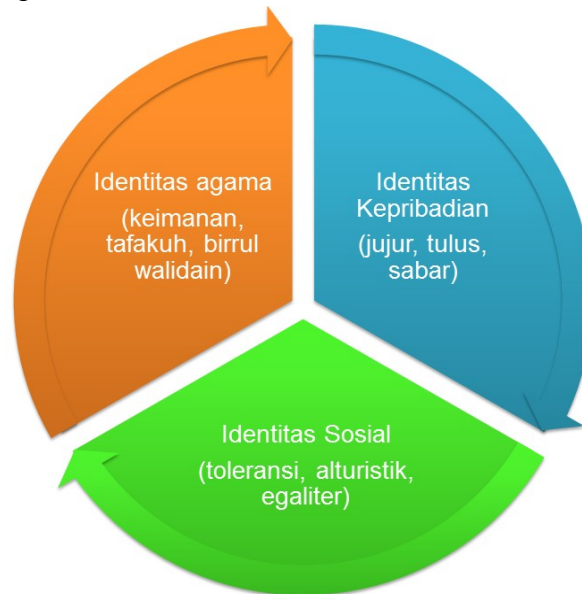 Identitas agama
(keimanan,
tafakuh, birrul
walidain)
Identitas
Kepribadian
(jujur, tulus,
sabar)
Identitas Sosial
(toleransi, alturistik,
egaliter)